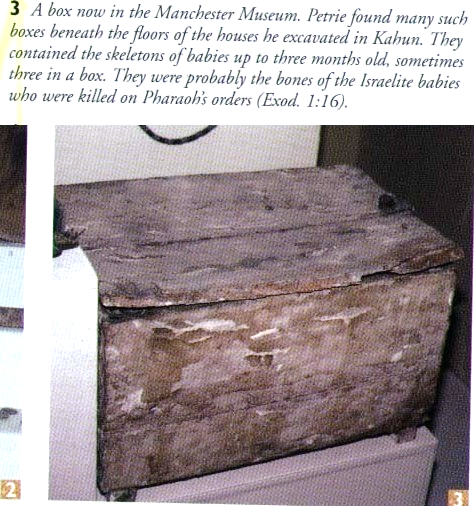 3 A box now in the Manchester Museum. Petrie found many such
boxes beneath the floors of the houses he excavated in Kahun. They
contained the skeletons of babies up to three months old, sometimes
three in a box. They were probably the bones of the Israelite babies
who were killed on Pharaoh's orders (Exod. 1:16).
2
3